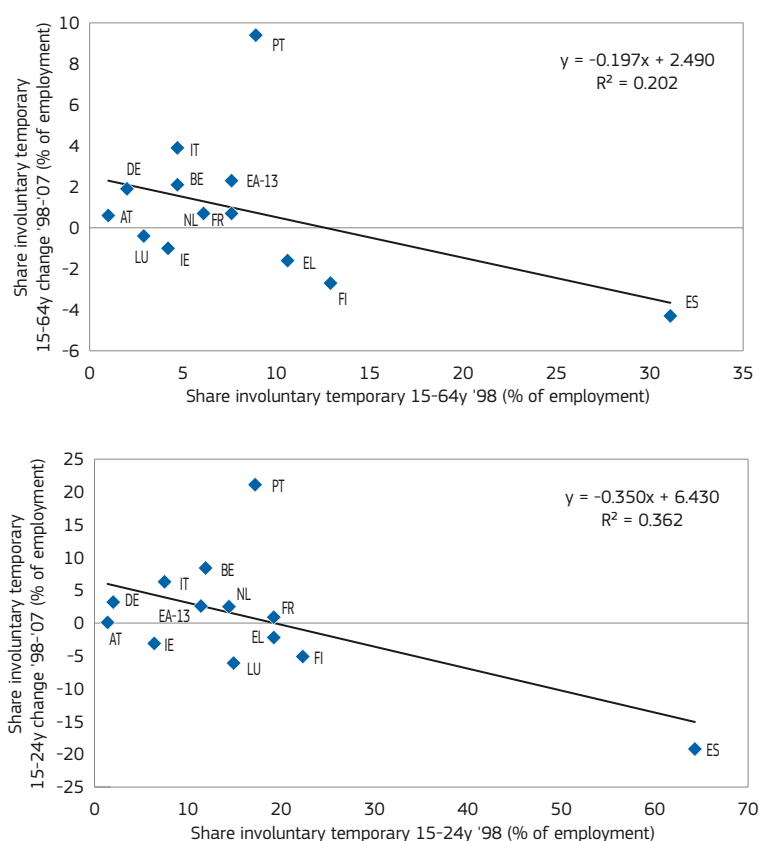 Share involuntary temporary
15-64y change '98-'07 (% of employment)
10
8
6
4
2
0
-2
-4
-6
y = -0.197x + 2.490
R² = 0.202
PT
IT
DE
BE
EA-13
AT
NL
FR
LU
IE
EL
FI
ES
0 5 10 15 20 25 30 35
Share involuntary temporary 15-64y '98 (% of employment)
Share involuntary temporary
15-24y change '98-'07 (% of employment)
25
20
15
10
5
0
-5
-10
-15
-20
-25
y = -0.350x + 6.430
R² = 0.362
PT
BE
IT
DE
NL
EA-13
FR
AT
IE
EL
LU
FI
ES
0 10 20 30 40 50 60 70
Share involuntary temporary 15-24y '98 (% of employment)